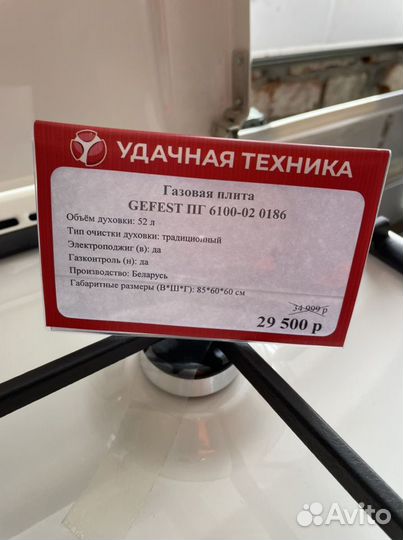 УДАЧНАЯ ТЕХНИКА
Газовая плита
GEFEST ПГ 6100-02 0186
Объём духовки: 52 л
Тип очистки духовки: традиционный
Электроподжиг (в): да
Газконтроль (н): да
Производство: Беларусь
Габаритные размеры (В*Ш*Г): 85*60*60 см
34 999 р
29 500 р
Avito